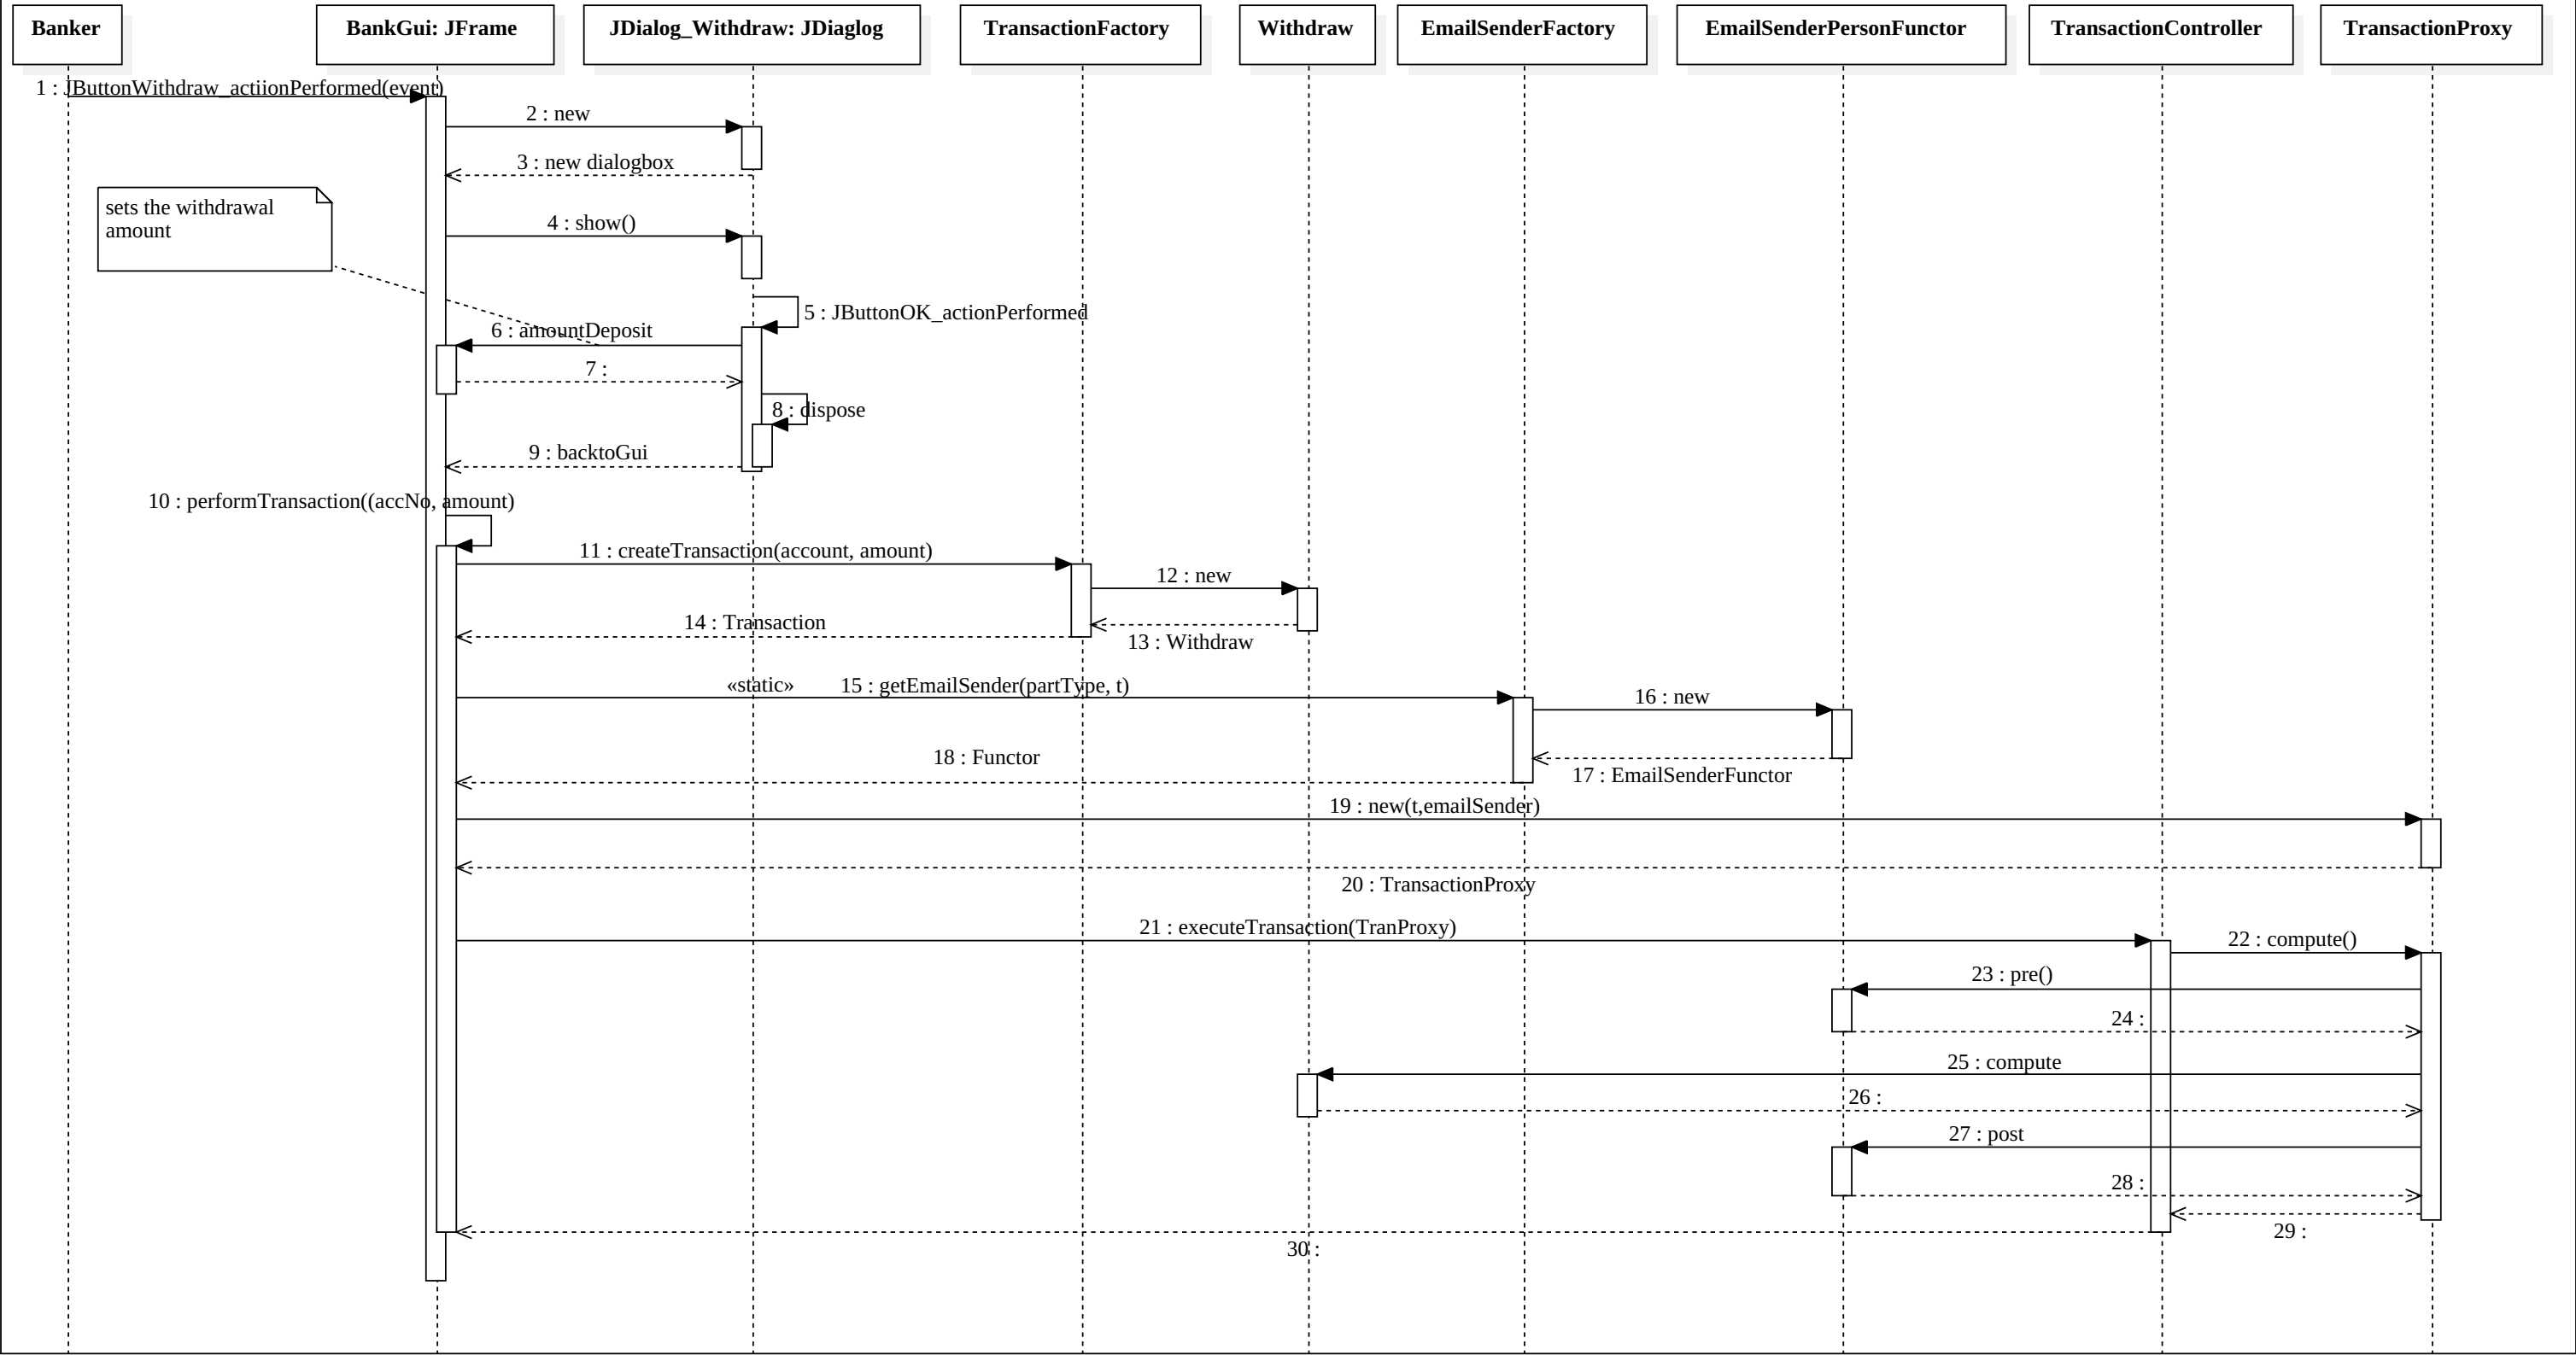 Banker
BankGui: JFrame
JDialog_Withdraw: JDiaglog
TransactionFactory
Withdraw
EmailSenderFactory
EmailSenderPersonFunctor
TransactionController
TransactionProxy
1 : JButtonWithdraw_actiionPerformed(event)
2 : new
3 : new dialogbox
sets the withdrawal
amount
4 : show()
5 : JButtonOK_actionPerformed
6 : amountDeposit
7 :
8 : dispose
9 : backtoGui
10 : performTransaction((accNo, amount)
11 : createTransaction(account, amount)
12 : new
14 : Transaction
13 : Withdraw
«static»
15 : getEmailSender(partType, t)
16 : new
18 : Functor
17 : EmailSenderFunctor
19 : new(t,emailSender)
20 : TransactionProxy
21 : executeTransaction(TranProxy)
22 : compute()
23 : pre()
24 :
25 : compute
26 :
27 : post
28 :
29 :
30 :